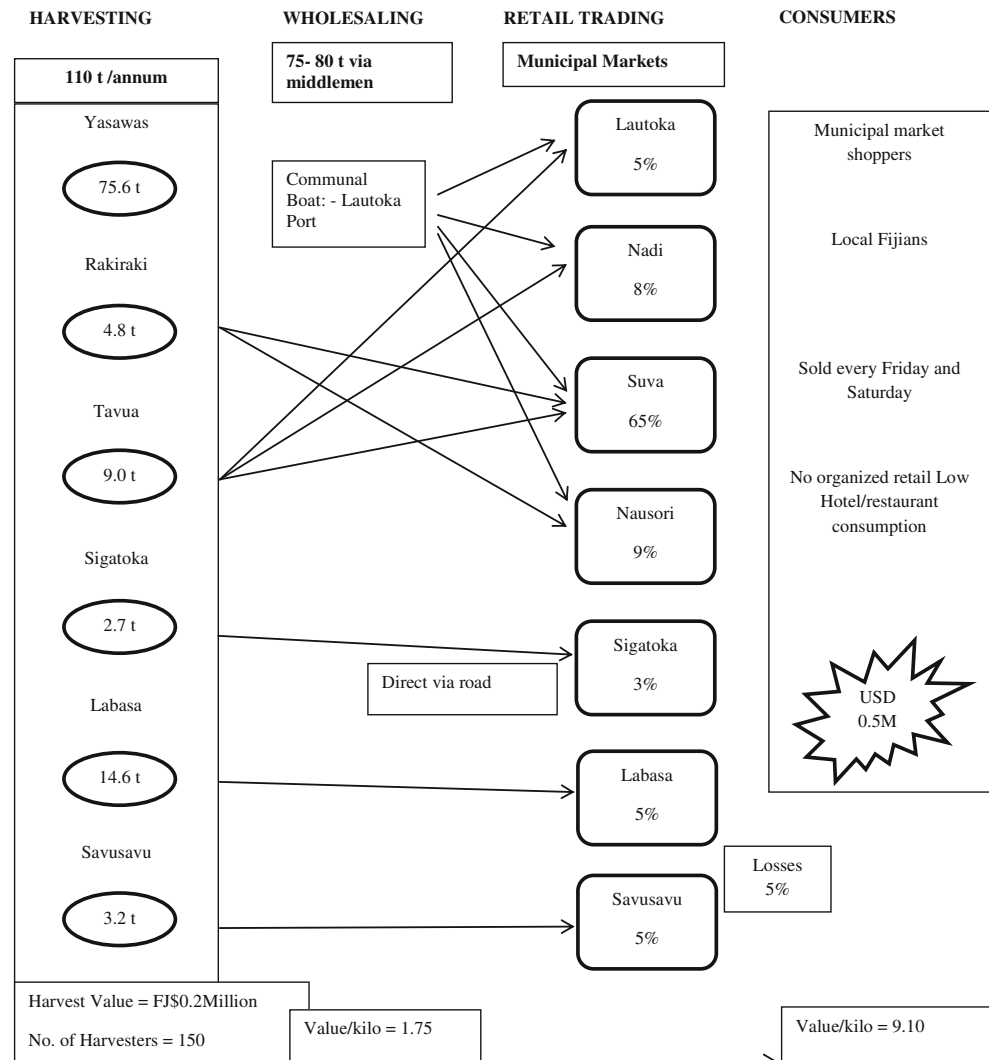 HARVESTING
WHOLESALING
RETAIL TRADING
CONSUMERS
110 t /annum
75- 80 t via
middlemen
Municipal Markets
Yasawas
75.6 t
Rakiraki
4.8 t
Tavua
9.0 t
Sigatoka
2.7 t
Labasa
14.6 t
Savusavu
3.2 t
Communal
Boat: - Lautoka
Port
Direct via road
Lautoka
5%
Nadi
8%
Suva
65%
Nausori
9%
Sigatoka
3%
Labasa
5%
Savusavu
5%
Losses
5%
Municipal market
shoppers
Local Fijians
Sold every Friday and
Saturday
No organized retail Low
Hotel/restaurant
consumption
USD
0.5M
Harvest Value = FJ$0.2Million
No. of Harvesters = 150
Value/kilo = 1.75
Value/kilo = 9.10